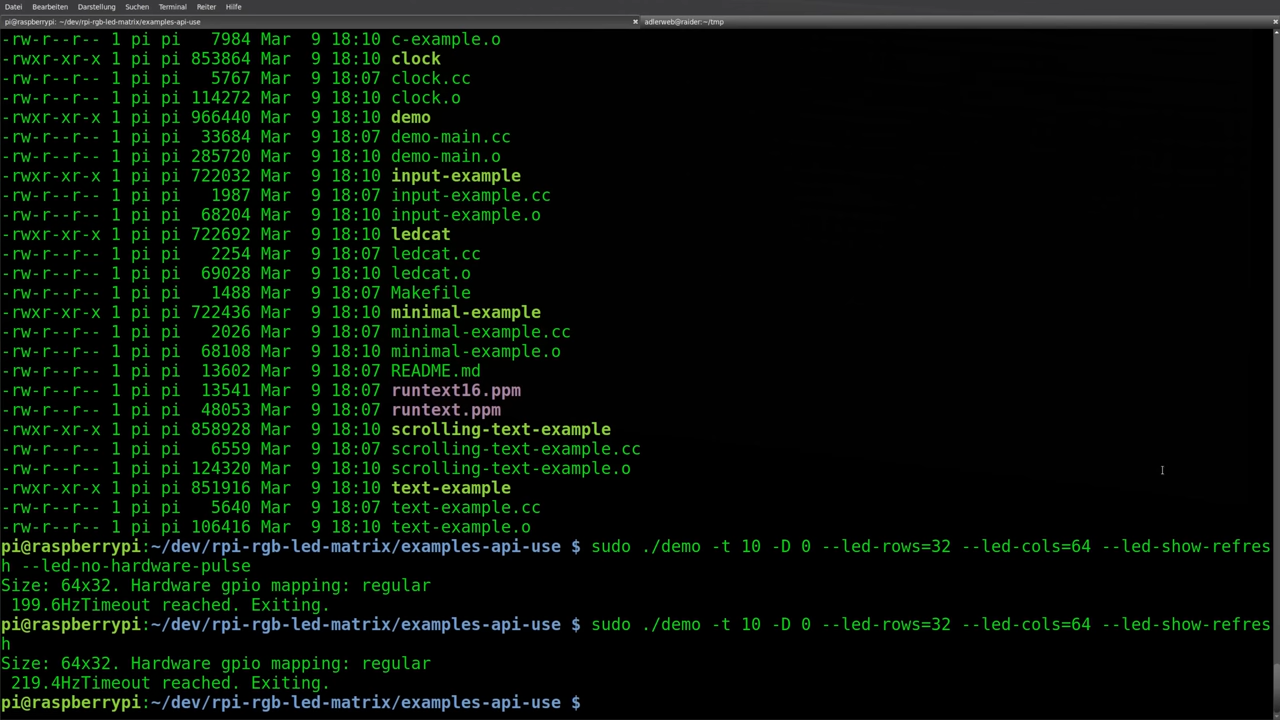 Datei Bearbeiten Darstellung Suchen Terminal Reiter Hilfe
pi@raspberrypi: ~/dev/rpi-rgb-led-matrix/examples-api-use × adlerweb@raider:~/tmp ×
-rw-r--r-- 1 pi pi   7984 Mar  9 18:10 c-example.o
-rwxr-xr-x 1 pi pi 853864 Mar  9 18:10 clock
-rw-r--r-- 1 pi pi   5767 Mar  9 18:07 clock.cc
-rw-r--r-- 1 pi pi 114272 Mar  9 18:10 clock.o
-rwxr-xr-x 1 pi pi 966440 Mar  9 18:10 demo
-rw-r--r-- 1 pi pi  33684 Mar  9 18:07 demo-main.cc
-rw-r--r-- 1 pi pi 285720 Mar  9 18:10 demo-main.o
-rwxr-xr-x 1 pi pi 722032 Mar  9 18:10 input-example
-rw-r--r-- 1 pi pi   1987 Mar  9 18:07 input-example.cc
-rw-r--r-- 1 pi pi  68204 Mar  9 18:10 input-example.o
-rwxr-xr-x 1 pi pi 722692 Mar  9 18:10 ledcat
-rw-r--r-- 1 pi pi   2254 Mar  9 18:07 ledcat.cc
-rw-r--r-- 1 pi pi  69028 Mar  9 18:10 ledcat.o
-rw-r--r-- 1 pi pi   1488 Mar  9 18:07 Makefile
-rwxr-xr-x 1 pi pi 722436 Mar  9 18:10 minimal-example
-rw-r--r-- 1 pi pi   2026 Mar  9 18:07 minimal-example.cc
-rw-r--r-- 1 pi pi  68108 Mar  9 18:10 minimal-example.o
-rw-r--r-- 1 pi pi  13602 Mar  9 18:07 README.md
-rw-r--r-- 1 pi pi  13541 Mar  9 18:07 runtext16.ppm
-rw-r--r-- 1 pi pi  48053 Mar  9 18:07 runtext.ppm
-rwxr-xr-x 1 pi pi 858928 Mar  9 18:10 scrolling-text-example
-rw-r--r-- 1 pi pi   6559 Mar  9 18:07 scrolling-text-example.cc
-rw-r--r-- 1 pi pi 124320 Mar  9 18:10 scrolling-text-example.o
-rwxr-xr-x 1 pi pi 851916 Mar  9 18:10 text-example
-rw-r--r-- 1 pi pi   5640 Mar  9 18:07 text-example.cc
-rw-r--r-- 1 pi pi 106416 Mar  9 18:10 text-example.o
pi@raspberrypi:~/dev/rpi-rgb-led-matrix/examples-api-use $ sudo ./demo -t 10 -D 0 --led-rows=32 --led-cols=64 --led-show-refres
h --led-no-hardware-pulse
Size: 64x32. Hardware gpio mapping: regular
 199.6HzTimeout reached. Exiting.
pi@raspberrypi:~/dev/rpi-rgb-led-matrix/examples-api-use $ sudo ./demo -t 10 -D 0 --led-rows=32 --led-cols=64 --led-show-refres
h
Size: 64x32. Hardware gpio mapping: regular
 219.4HzTimeout reached. Exiting.
pi@raspberrypi:~/dev/rpi-rgb-led-matrix/examples-api-use $